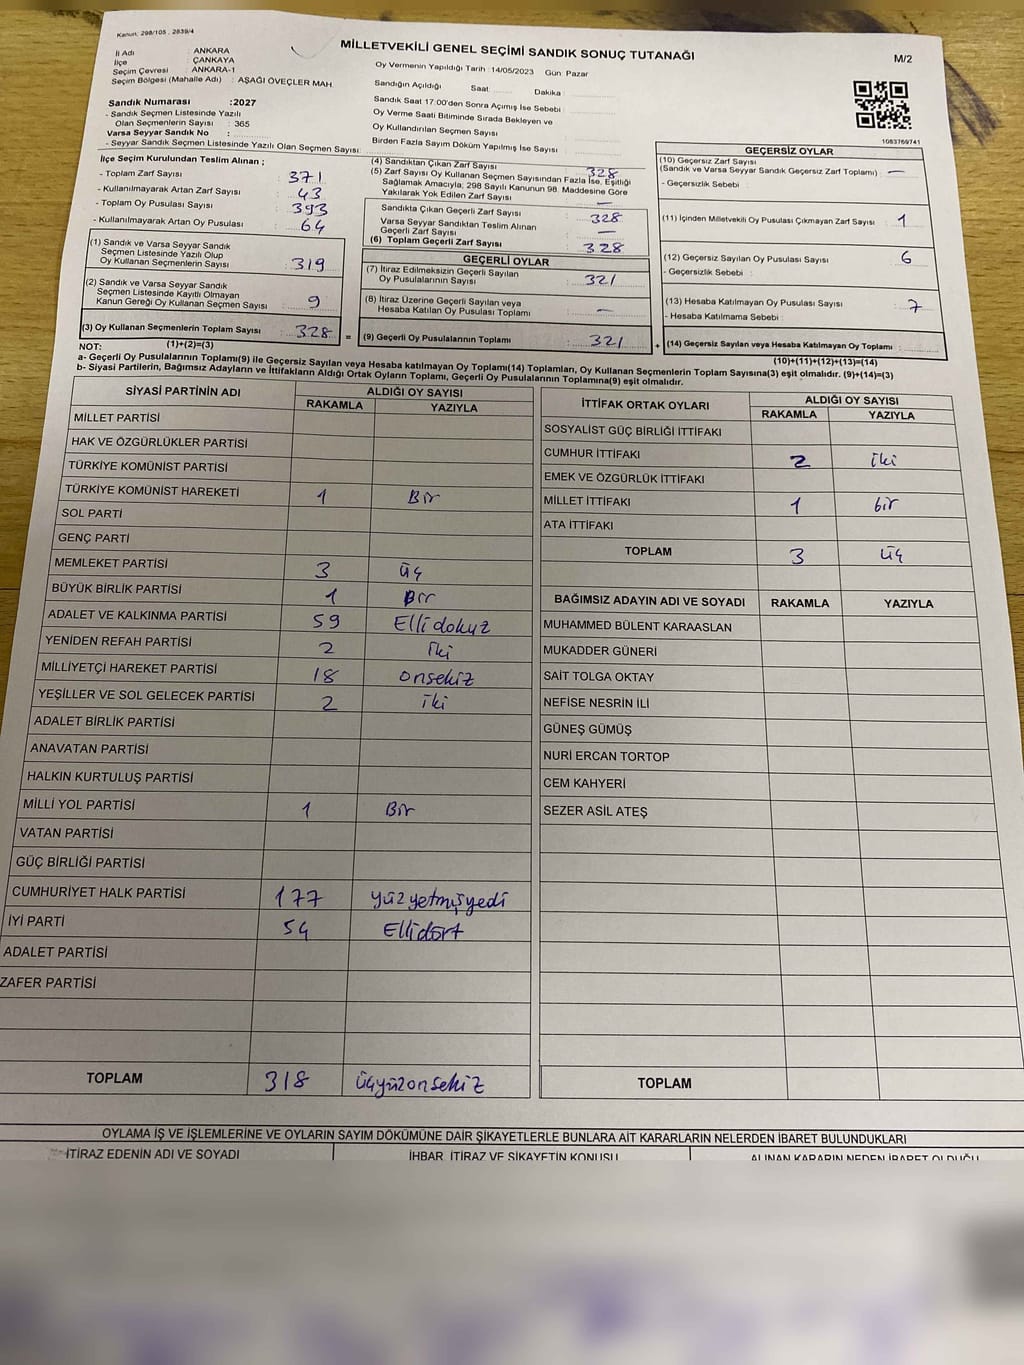 Kanun: 298/105 , 2839/4
MİLLETVEKİLİ GENEL SEÇİMİ SANDIK SONUÇ TUTANAĞI
M/2
İl Adı : ANKARA
İlçe : ÇANKAYA
Seçim Çevresi : ANKARA-1
Seçim Bölgesi (Mahalle Adı) : AŞAĞI ÖVEÇLER MAH.
Sandık Numarası : 2027
- Sandık Seçmen Listesinde Yazılı
Olan Seçmenlerin Sayısı : 365
Varsa Seyyar Sandık No :
- Seyyar Sandık Seçmen Listesinde Yazılı Olan Seçmen Sayısı:
Oy Vermenin Yapıldığı Tarih : 14/05/2023 Gün: Pazar
Sandığın Açıldığı Saat: Dakika :
Sandık Saat 17:00'den Sonra Açımış İse Sebebi :
Oy Verme Saati Bitiminde Sırada Bekleyen ve
Oy Kullandırılan Seçmen Sayısı
Birden Fazla Sayım Döküm Yapılmış İse Sayısı :
1083769741
İlçe Seçim Kurulundan Teslim Alınan ;
- Toplam Zarf Sayısı : 371
- Kullanılmayarak Artan Zarf Sayısı : 43
- Toplam Oy Pusulası Sayısı : 393
- Kullanılmayarak Artan Oy Pusulası : 64
(1) Sandık ve Varsa Seyyar Sandık
Seçmen Listesinde Yazılı Olup
Oy Kullanan Seçmenlerin Sayısı : 319
(2) Sandık ve Varsa Seyyar Sandık
Seçmen Listesinde Kayıtlı Olmayan
Kanun Gereği Oy Kullanan Seçmen Sayısı : 9
(3) Oy Kullanan Seçmenlerin Toplam Sayısı : 328 =
(4) Sandıktan Çıkan Zarf Sayısı : 328
(5) Zarf Sayısı Oy Kullanan Seçmen Sayısından Fazla İse, Eşitliği
Sağlamak Amacıyla; 298 Sayılı Kanunun 98. Maddesine Göre
Yakılarak Yok Edilen Zarf Sayısı : —
Sandıkta Çıkan Geçerli Zarf Sayısı : 328
Varsa Seyyar Sandıktan Teslim Alınan
Geçerli Zarf Sayısı : —
(6) Toplam Geçerli Zarf Sayısı : 328
GEÇERLİ OYLAR
(7) İtiraz Edilmeksizin Geçerli Sayılan
Oy Pusulalarının Sayısı : 321
(8) İtiraz Üzerine Geçerli Sayılan veya
Hesaba Katılan Oy Pusulası Toplamı : —
(9) Geçerli Oy Pusulalarının Toplamı : 321 +
GEÇERSİZ OYLAR
(10) Geçersiz Zarf Sayısı
(Sandık ve Varsa Seyyar Sandık Geçersiz Zarf Toplamı) : —
- Geçersizlik Sebebi :
(11) İçinden Milletvekili Oy Pusulası Çıkmayan Zarf Sayısı : 1
(12) Geçersiz Sayılan Oy Pusulası Sayısı : 6
- Geçersizlik Sebebi :
(13) Hesaba Katılmayan Oy Pusulası Sayısı : 7
- Hesaba Katılmama Sebebi :
(14) Geçersiz Sayılan veya Hesaba Katılmayan Oy Toplamı :
NOT: (1)+(2)=(3) (10)+(11)+(12)+(13)=(14)
a- Geçerli Oy Pusulalarının Toplamı(9) ile Geçersiz Sayılan veya Hesaba katılmayan Oy Toplamı(14) Toplamları, Oy Kullanan Seçmenlerin Toplam Sayısına(3) eşit olmalıdır. (9)+(14)=(3)
b- Siyasi Partilerin, Bağımsız Adayların ve İttifakların Aldığı Ortak Oyların Toplamı, Geçerli Oy Pusulalarının Toplamına(9) eşit olmalıdır.
SİYASİ PARTİNİN ADI ALDIĞI OY SAYISI
RAKAMLA YAZIYLA
MİLLET PARTİSİ
HAK VE ÖZGÜRLÜKLER PARTİSİ
TÜRKİYE KOMÜNİST PARTİSİ
TÜRKİYE KOMÜNİST HAREKETİ 1 Bir
SOL PARTİ
GENÇ PARTİ
MEMLEKET PARTİSİ 3 üç
BÜYÜK BİRLİK PARTİSİ 1 Bir
ADALET VE KALKINMA PARTİSİ 59 Ellidokuz
YENİDEN REFAH PARTİSİ 2 iki
MİLLİYETÇİ HAREKET PARTİSİ 18 onsekiz
YEŞİLLER VE SOL GELECEK PARTİSİ 2 iki
ADALET BİRLİK PARTİSİ
ANAVATAN PARTİSİ
HALKIN KURTULUŞ PARTİSİ
MİLLİ YOL PARTİSİ 1 Bir
VATAN PARTİSİ
GÜÇ BİRLİĞİ PARTİSİ
CUMHURİYET HALK PARTİSİ 177 yüzyetmişyedi
İYİ PARTİ 54 Ellidört
ADALET PARTİSİ
ZAFER PARTİSİ
TOPLAM 318 üçyüzonsekiz
İTTİFAK ORTAK OYLARI ALDIĞI OY SAYISI
RAKAMLA YAZIYLA
SOSYALİST GÜÇ BİRLİĞİ İTTİFAKI
CUMHUR İTTİFAKI 2 iki
EMEK VE ÖZGÜRLÜK İTTİFAKI
MİLLET İTTİFAKI 1 bir
ATA İTTİFAKI
TOPLAM 3 üç
BAĞIMSIZ ADAYIN ADI VE SOYADI RAKAMLA YAZIYLA
MUHAMMED BÜLENT KARAASLAN
MUKADDER GÜNERİ
SAİT TOLGA OKTAY
NEFİSE NESRİN İLİ
GÜNEŞ GÜMÜŞ
NURİ ERCAN TORTOP
CEM KAHYERİ
SEZER ASİL ATEŞ
TOPLAM
OYLAMA İŞ VE İŞLEMLERİNE VE OYLARIN SAYIM DÖKÜMÜNE DAİR ŞİKAYETLERLE BUNLARA AİT KARARLARIN NELERDEN İBARET BULUNDUKLARI
İTİRAZ EDENİN ADI VE SOYADI İHBAR, İTİRAZ VE ŞİKAYETİN KONUSU ALINAN KARARIN NEDEN İBARET OLDUĞU